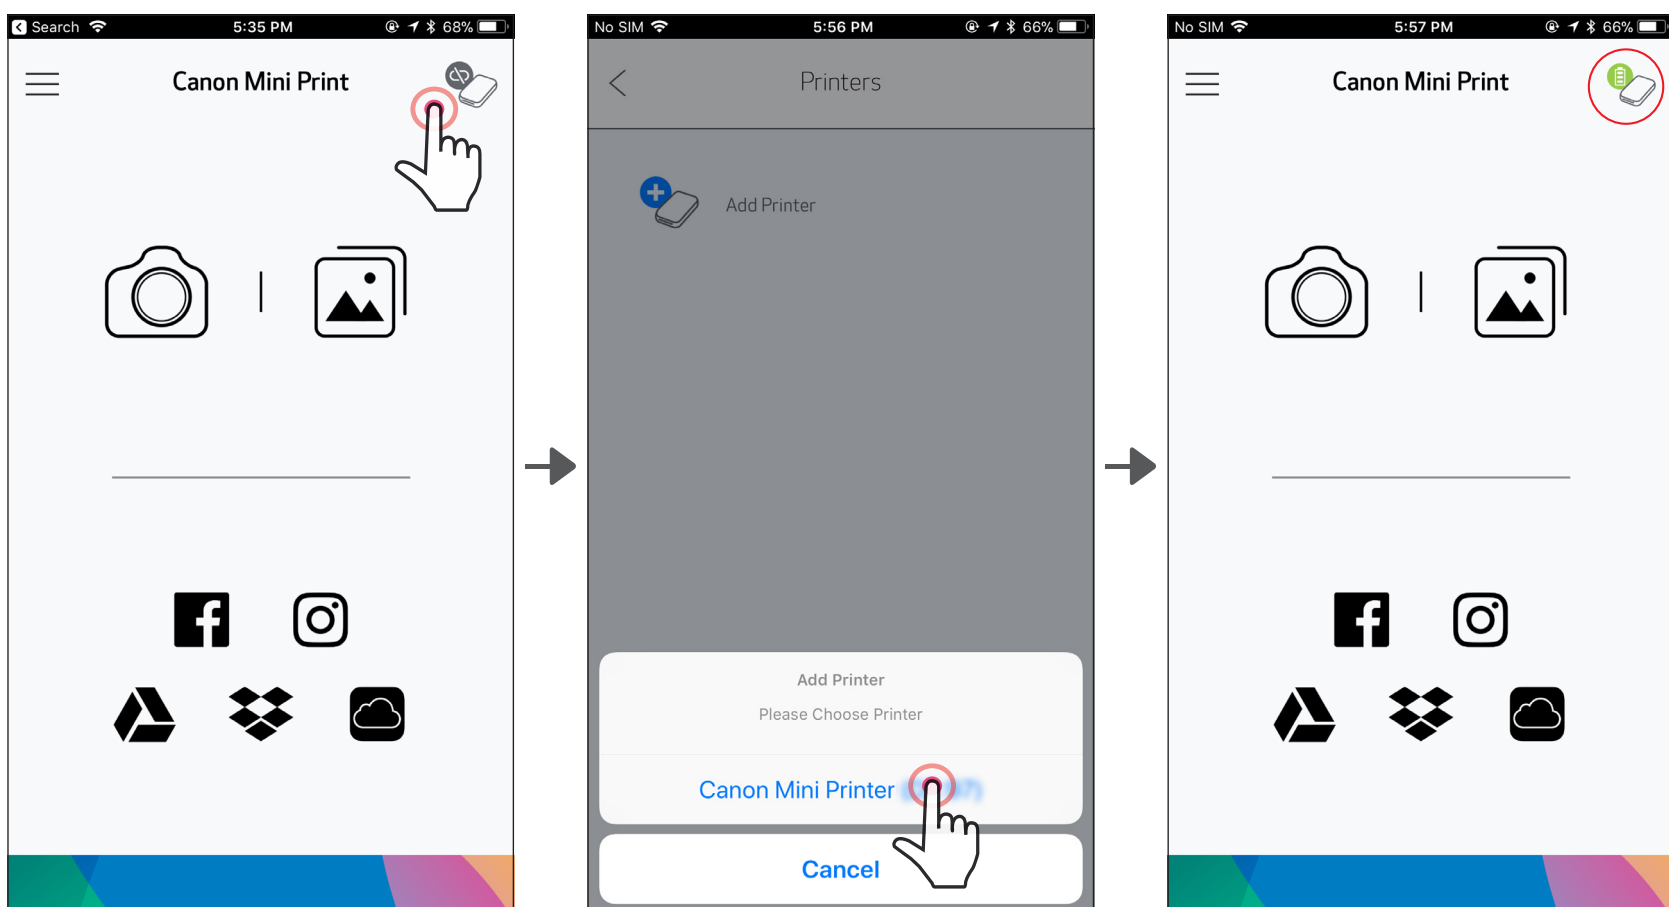 Search 5:35 PM 68%
Canon Mini Print
No SIM 5:56 PM 66%
Printers
Add Printer
Add Printer
Please Choose Printer
Canon Mini Printer
Cancel
No SIM 5:57 PM 66%
Canon Mini Print